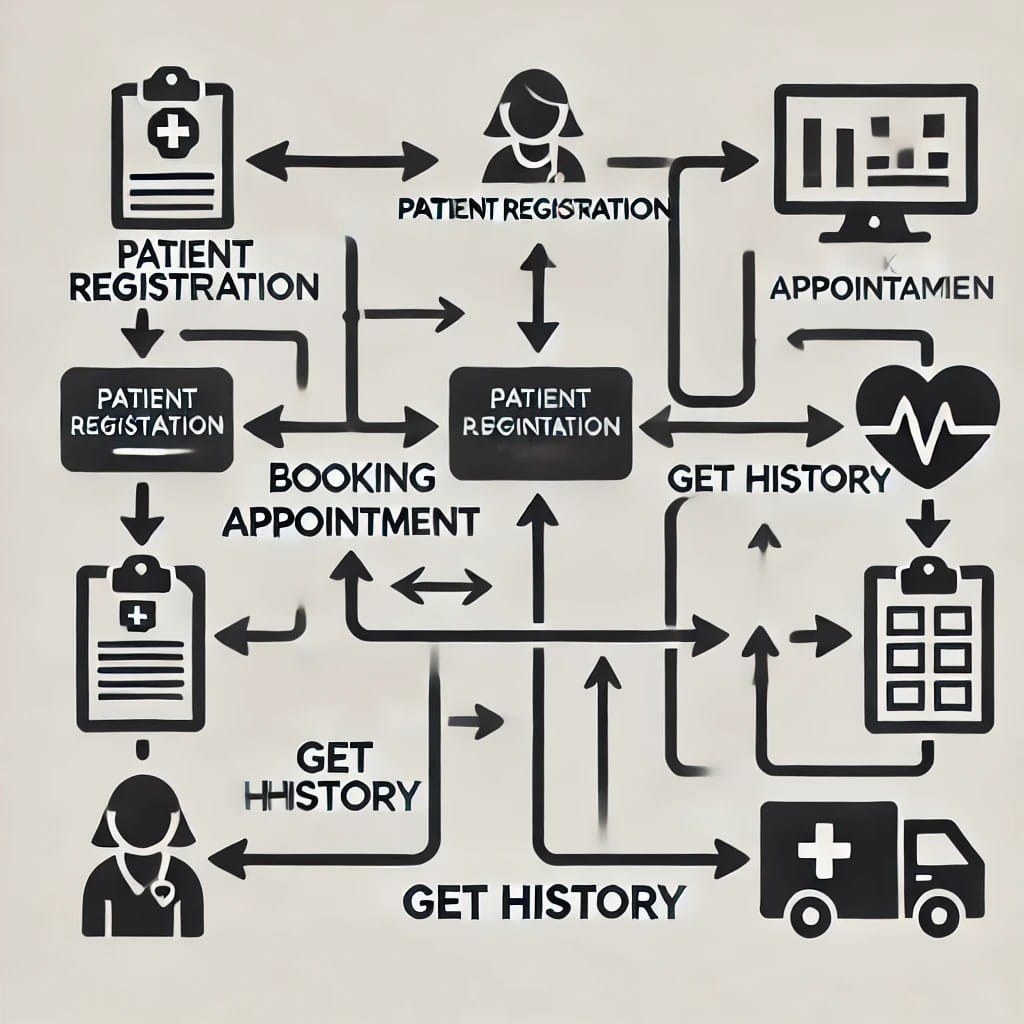 PATIENT REGISTRATION
PATIENT
REGISTRATION
K
APPOINTAMEN
PATIENT
REGISTATION
PATIENT
REGINTATION
BOOKING
APPOINTMENT
GET HISTORY
GET
HHISTORY
GET HISTORY